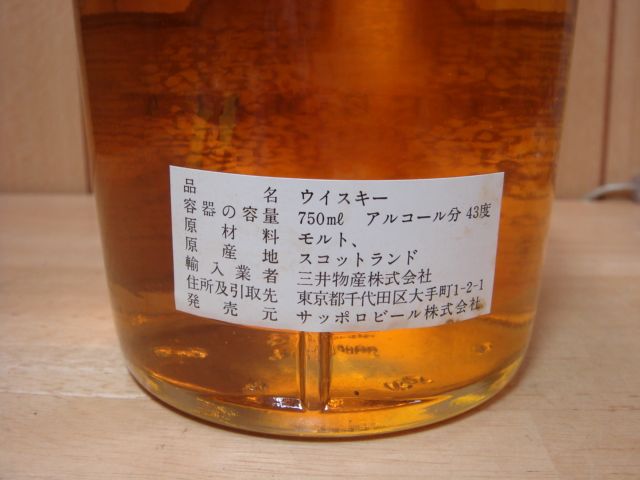 品名 ウイスキー
容器の容量 750mℓ アルコール分 43度
原材料 モルト、
原産地 スコットランド
輸入業者 三井物産株式会社
住所及引取先 東京都千代田区大手町1-2-1
発売元 サッポロビール株式会社